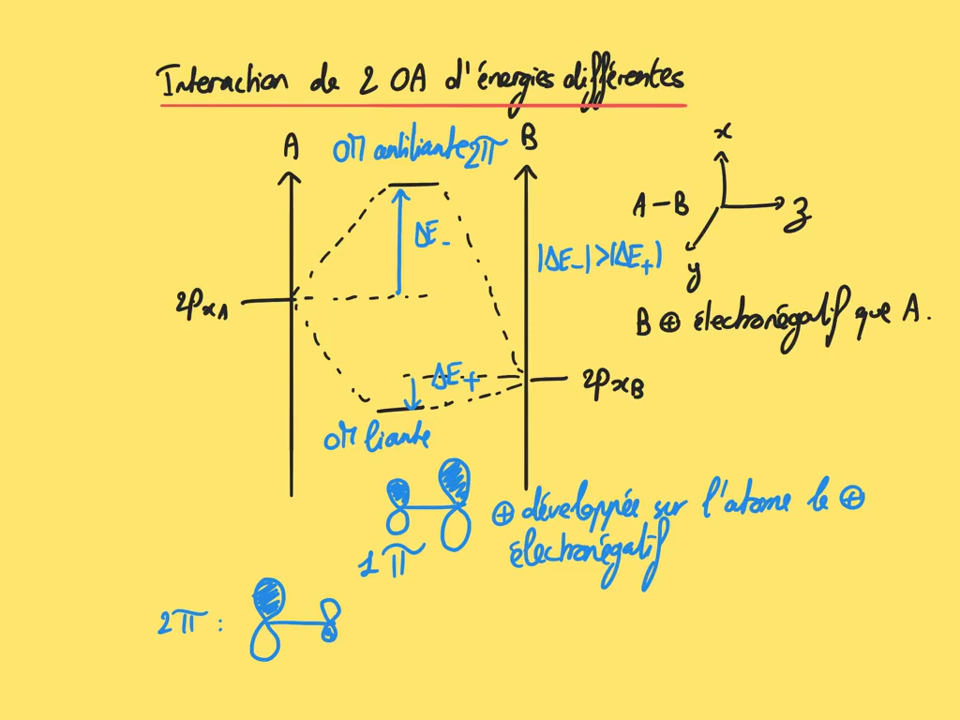 Interaction de 2 OA d'énergies différentes
A
OM antiliante 2π
B
x
A-B
z
y
ΔE₋
|ΔE₋|>|ΔE₊|
2pxA
B ⊕ électronégatif que A.
ΔE₊
2pxB
OM liante
⊕ développée sur l'atome le ⊕
électronégatif
1π
2π :